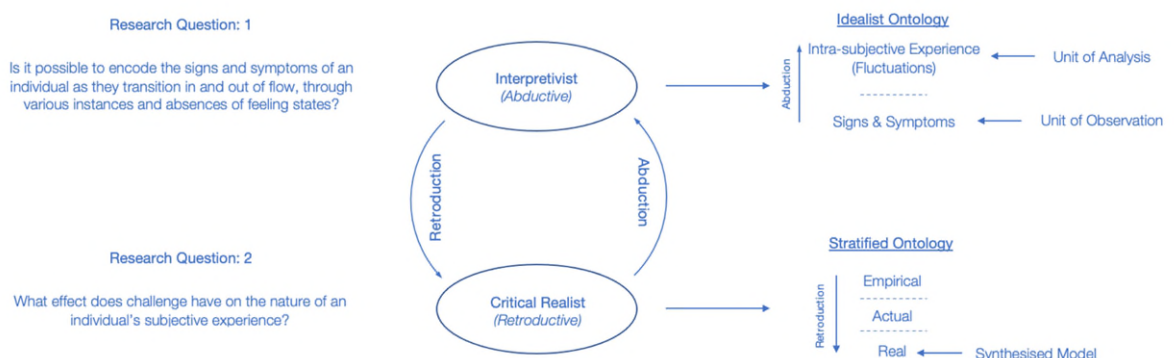 Research Question: 1
Is it possible to encode the signs and symptoms of an
individual as they transition in and out of flow, through
various instances and absences of feeling states?
Interpretivist
(Abductive)
Idealist Ontology
Abduction
Intra-subjective Experience
(Fluctuations)
Unit of Analysis
Signs & Symptoms
Unit of Observation
Retroduction
Abduction
Research Question: 2
What effect does challenge have on the nature of an
individual's subjective experience?
Critical Realist
(Retroductive)
Stratified Ontology
Retroduction
Empirical
Actual
Real
Synthesised Model